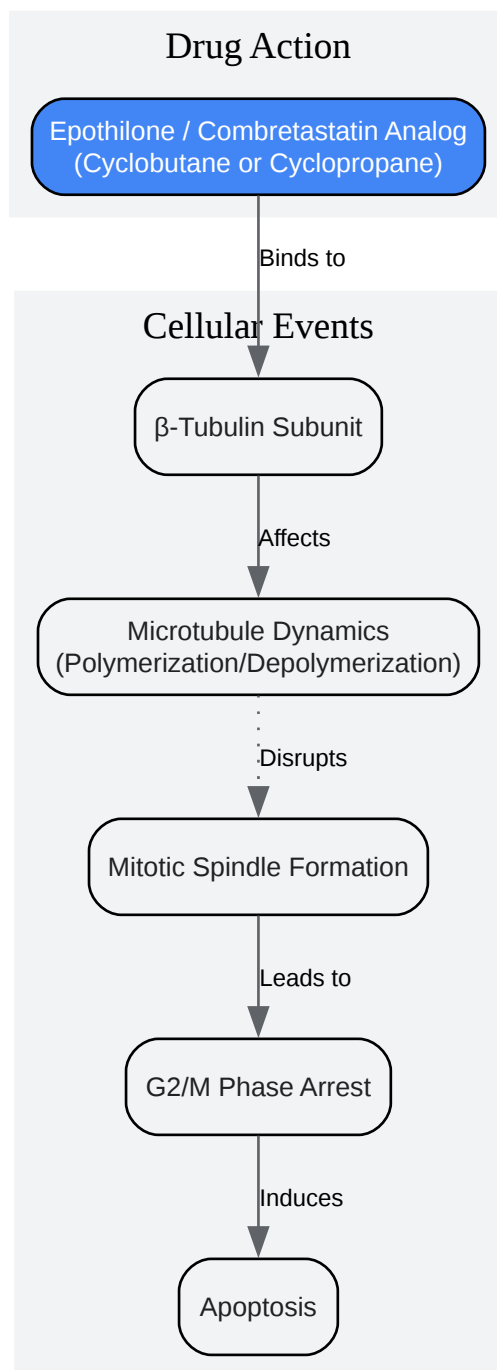 Drug Action
Epothilone / Combretastatin Analog
(Cyclobutane or Cyclopropane)
Binds to
Cellular Events
β-Tubulin Subunit
Affects
Microtubule Dynamics
(Polymerization/Depolymerization)
Disrupts
Mitotic Spindle Formation
Leads to
G2/M Phase Arrest
Induces
Apoptosis